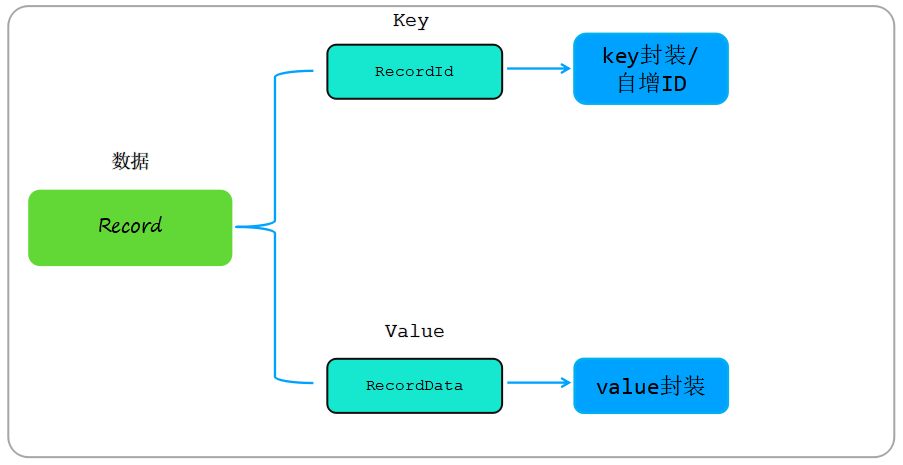 Key
RecordId
key封装/
自增ID
数据
Record
Value
RecordData
value封装